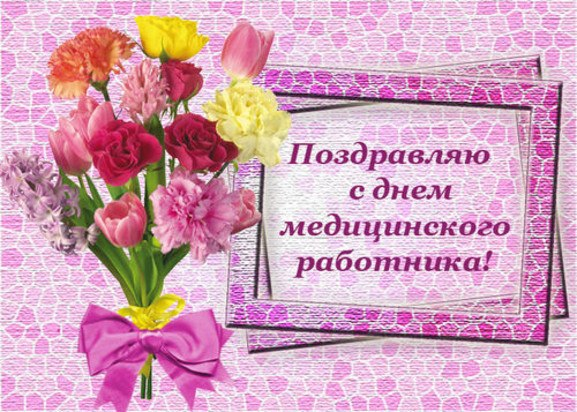 Поздравляю
с днем
медицинского
работника!